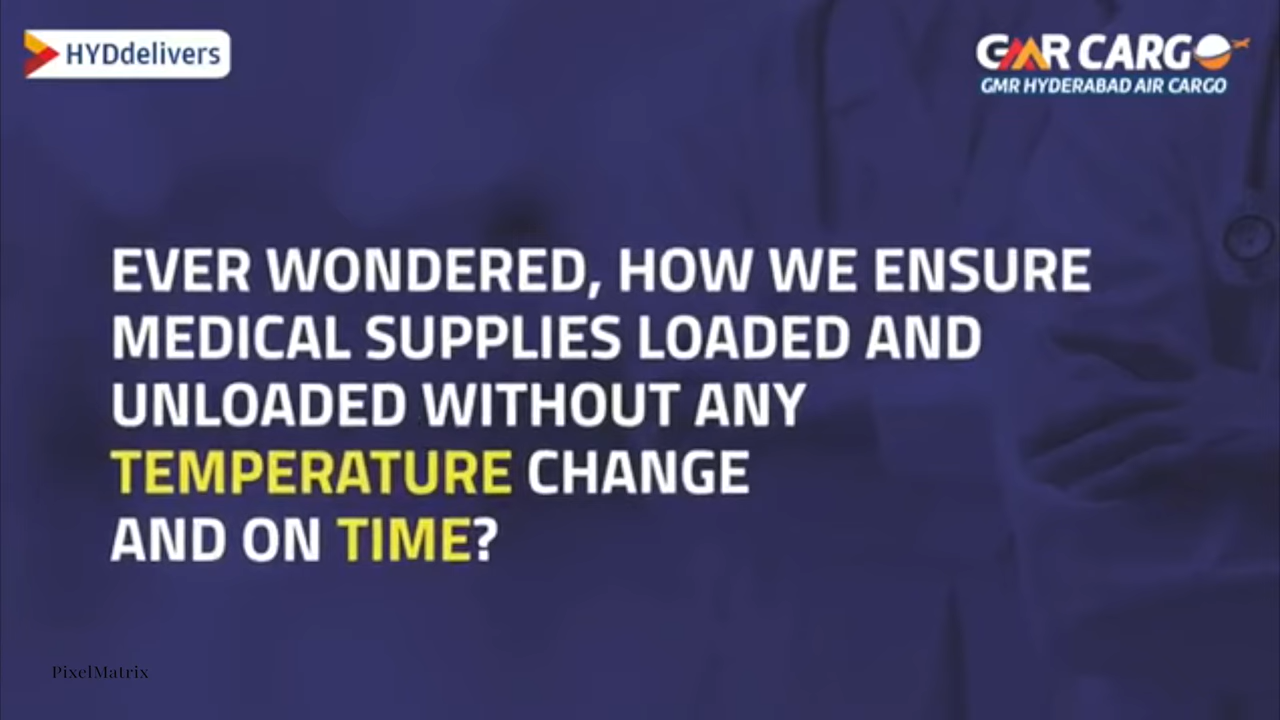 HYDdelivers
GMR CARGO
GMR HYDERABAD AIR CARGO
EVER WONDERED, HOW WE ENSURE
MEDICAL SUPPLIES LOADED AND
UNLOADED WITHOUT ANY
TEMPERATURE CHANGE
AND ON TIME?
PixelMatrix